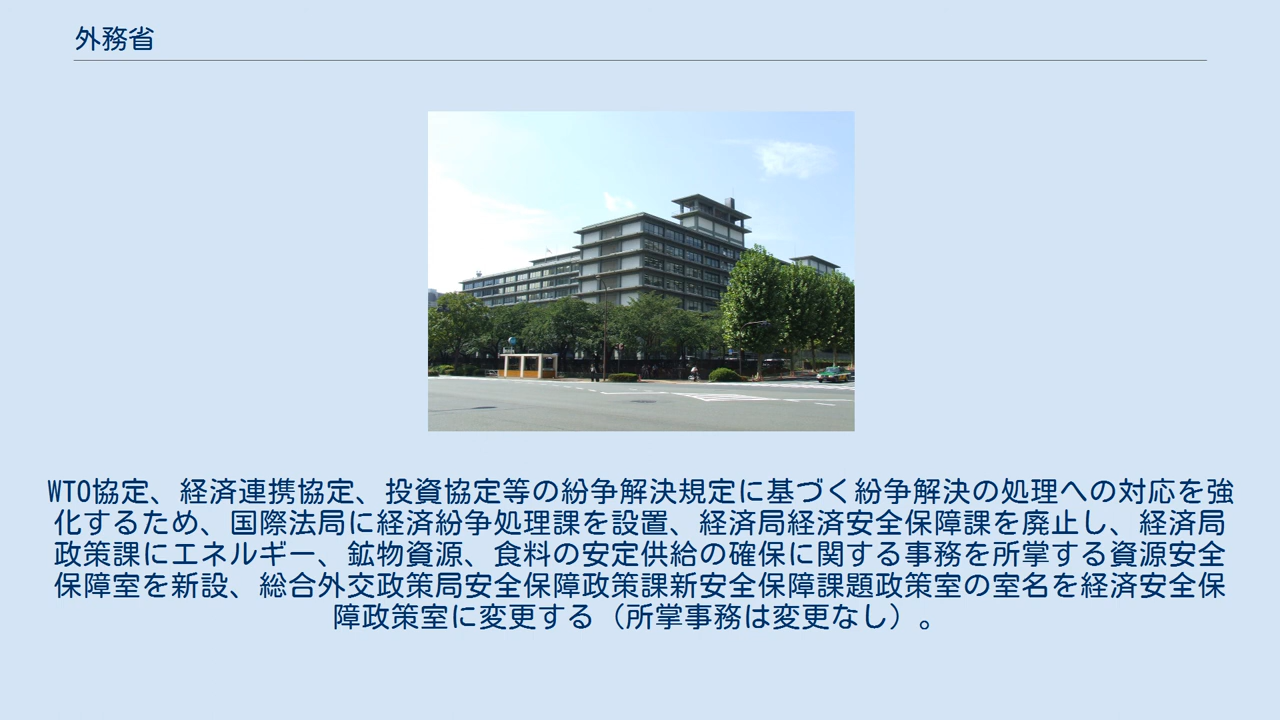 外務省
WTO協定、経済連携協定、投資協定等の紛争解決規定に基づく紛争解決の処理への対応を強
化するため、国際法局に経済紛争処理課を設置、経済局経済安全保障課を廃止し、経済局
政策課にエネルギー、鉱物資源、食料の安定供給の確保に関する事務を所掌する資源安全
保障室を新設、総合外交政策局安全保障政策課新安全保障課題政策室の室名を経済安全保
障政策室に変更する（所掌事務は変更なし）。